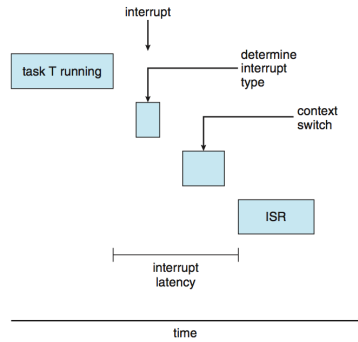 interrupt
task T running
determine
interrupt
type
context
switch
ISR
interrupt
latency
time